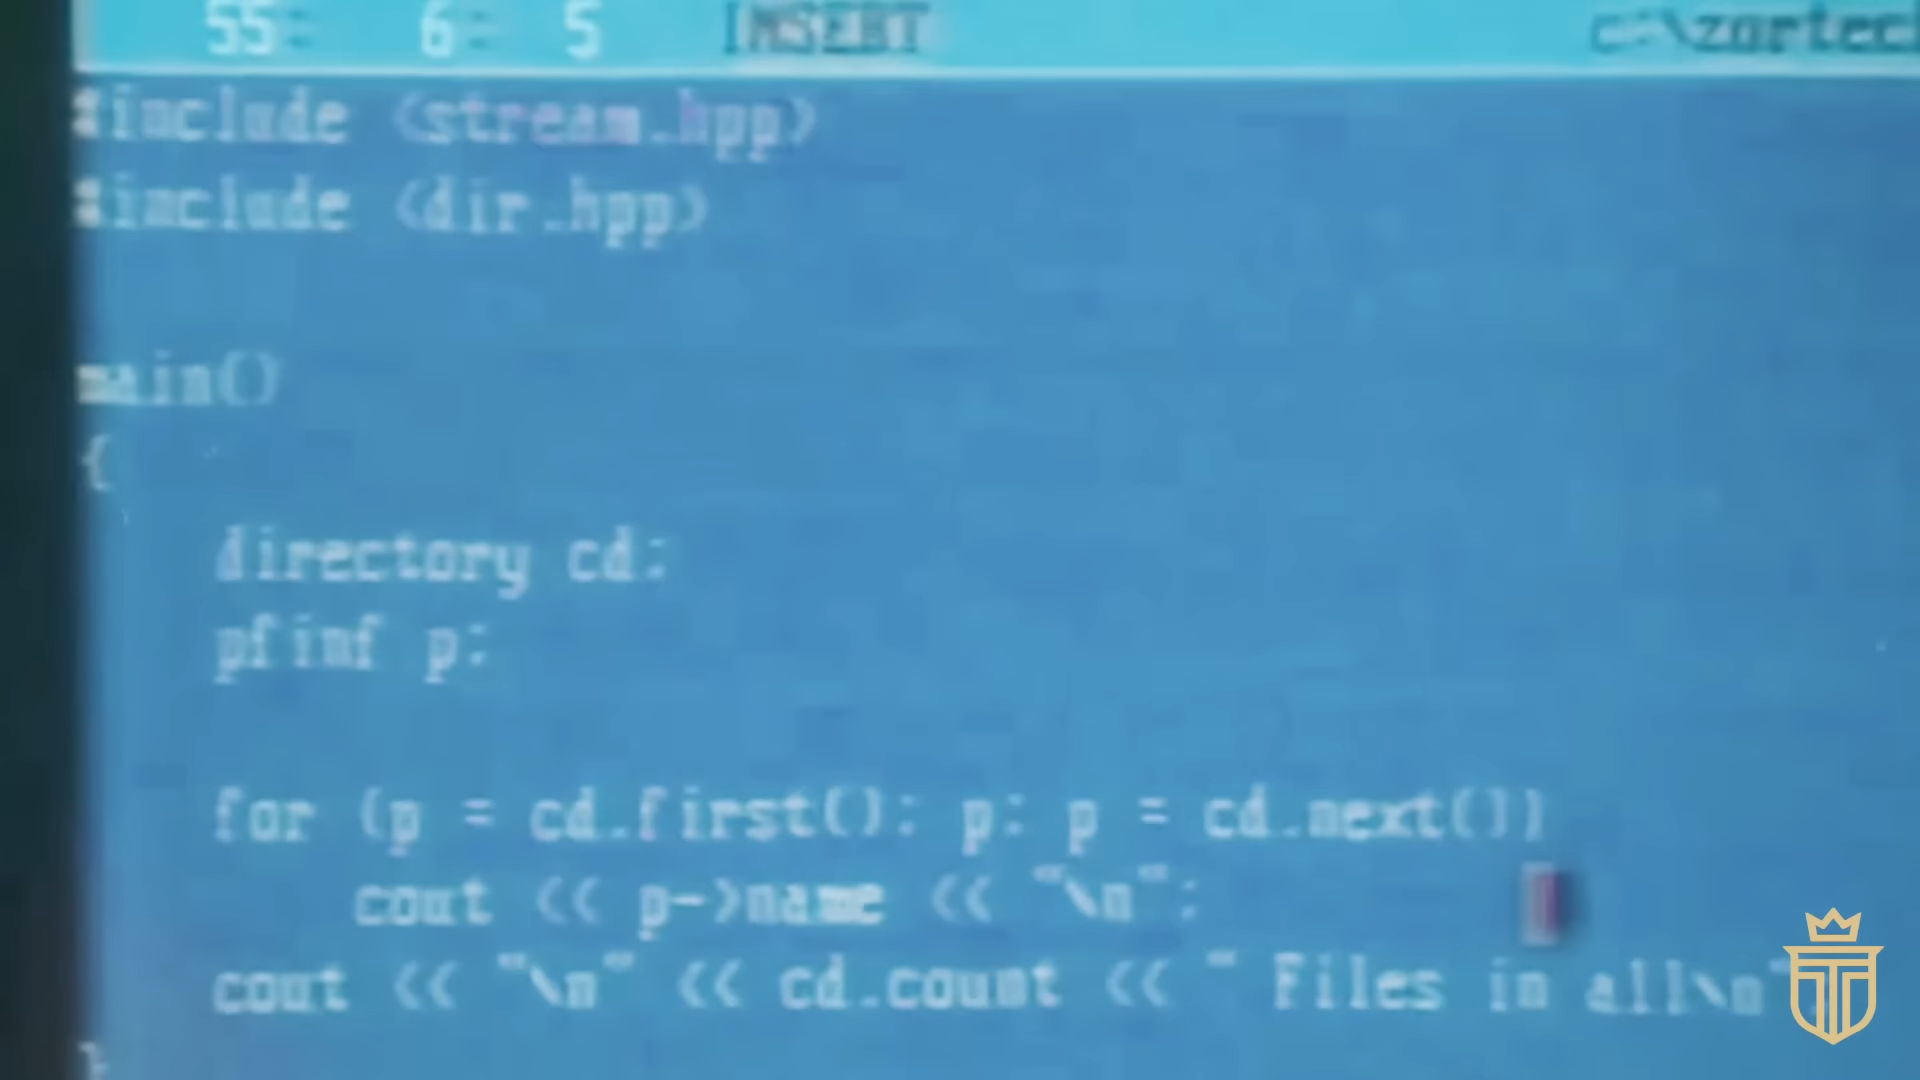 55: 6: 5 INSERT c:\zortec
#include <stream.hpp>
#include <dir.hpp>
main()
{
directory cd;
pfinf p;
for (p = cd.first(); p; p = cd.next())
cout << p->name << "\n";
cout << "\n" << cd.count << " Files in all\n"
}